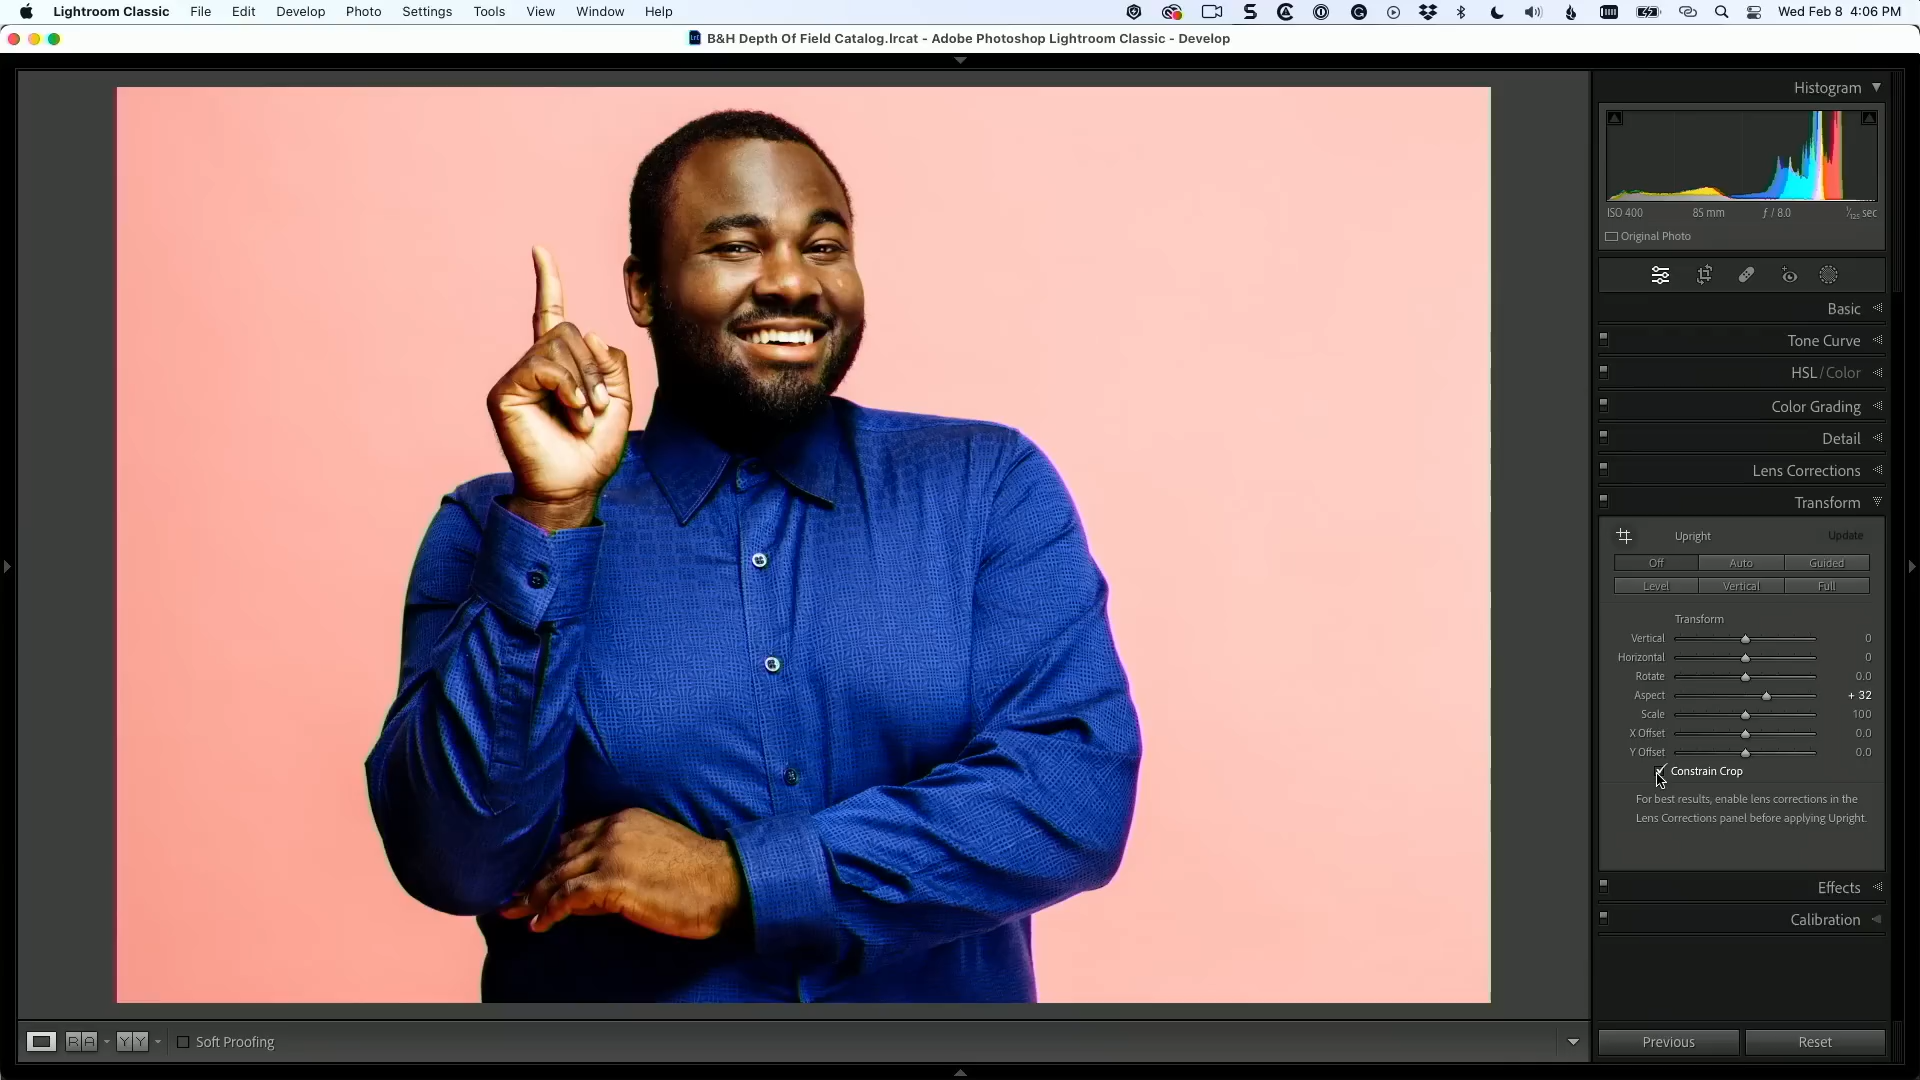 Lightroom Classic File Edit Develop Photo Settings Tools View Window Help Wed Feb 8 4:06 PM
B&H Depth Of Field Catalog.lrcat - Adobe Photoshop Lightroom Classic - Develop
Histogram
ISO 400 85 mm ƒ / 8.0 1/125 sec
Original Photo
Basic
Tone Curve
HSL / Color
Color Grading
Detail
Lens Corrections
Transform
Upright Update
Off Auto Guided
Level Vertical Full
Transform
Vertical 0
Horizontal 0
Rotate 0.0
Aspect + 32
Scale 100
X Offset 0.0
Y Offset 0.0
Constrain Crop
For best results, enable lens corrections in the
Lens Corrections panel before applying Upright.
Effects
Calibration
R A Y Y Soft Proofing Previous Reset